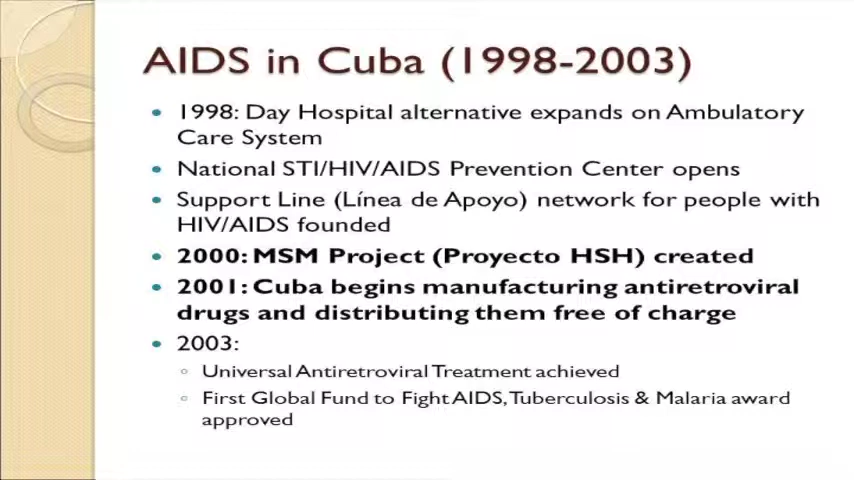 AIDS in Cuba (1998-2003)
• 1998: Day Hospital alternative expands on Ambulatory
Care System
• National STI/HIV/AIDS Prevention Center opens
• Support Line (Línea de Apoyo) network for people with
HIV/AIDS founded
• 2000: MSM Project (Proyecto HSH) created
• 2001: Cuba begins manufacturing antiretroviral
drugs and distributing them free of charge
• 2003:
◦ Universal Antiretroviral Treatment achieved
◦ First Global Fund to Fight AIDS, Tuberculosis & Malaria award
approved